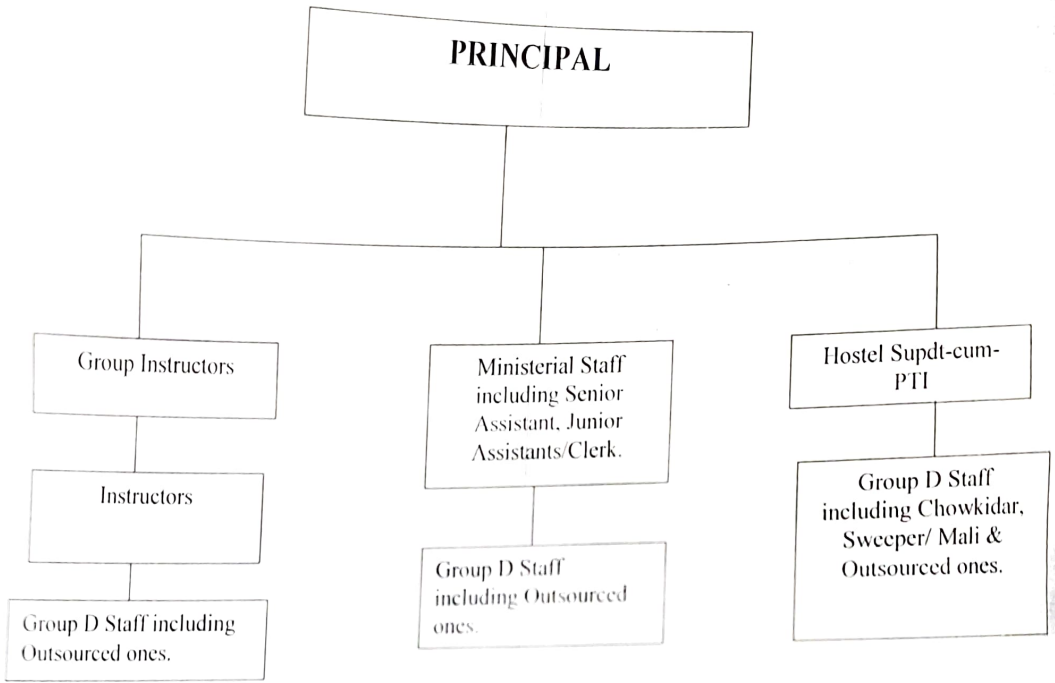 PRINCIPAL
Group Instructors
Instructors
Group D Staff including
Outsourced ones.
Ministerial Staff
including Senior
Assistant, Junior
Assistants/Clerk.
Group D Staff
including Outsourced
ones.
Hostel Supdt-cum-
PTI
Group D Staff
including Chowkidar,
Sweeper/ Mali &
Outsourced ones.